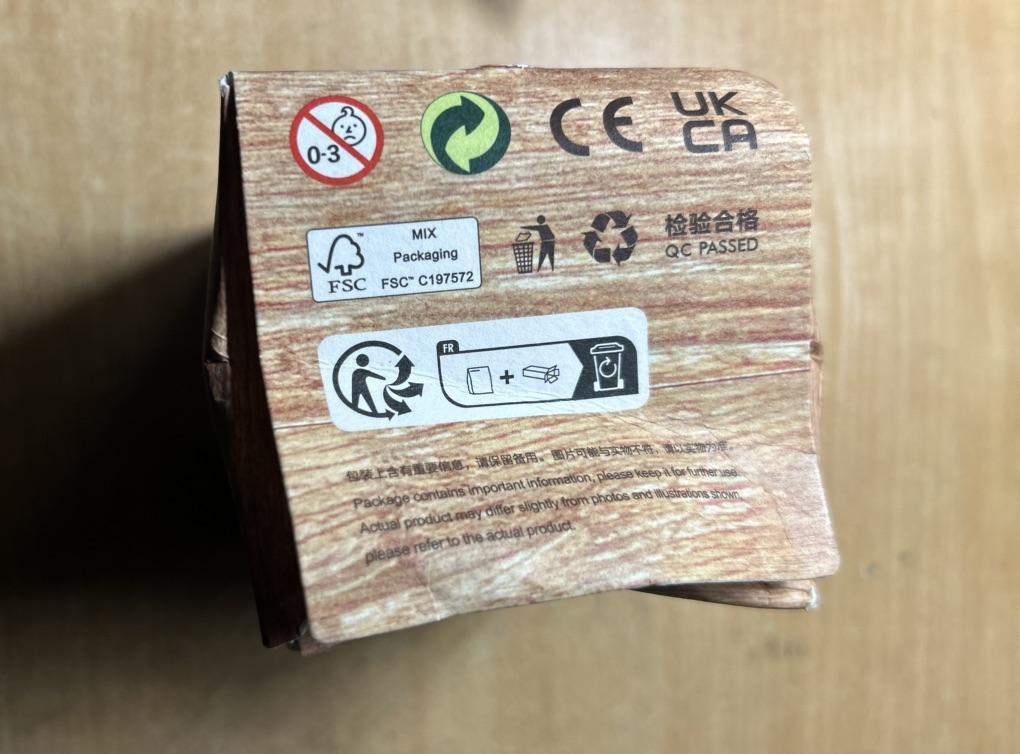 0-3
CE
UK
CA
FSC™
MIX
Packaging
FSC™ C197572
检验合格
QC PASSED
FR
包装上含有重要信息，请保留备用。图片可能与实物不符，请以实物为准。
Package contains important information, please keep it for further use.
Actual product may differ slightly from photos and illustrations shown,
please refer to the actual product.